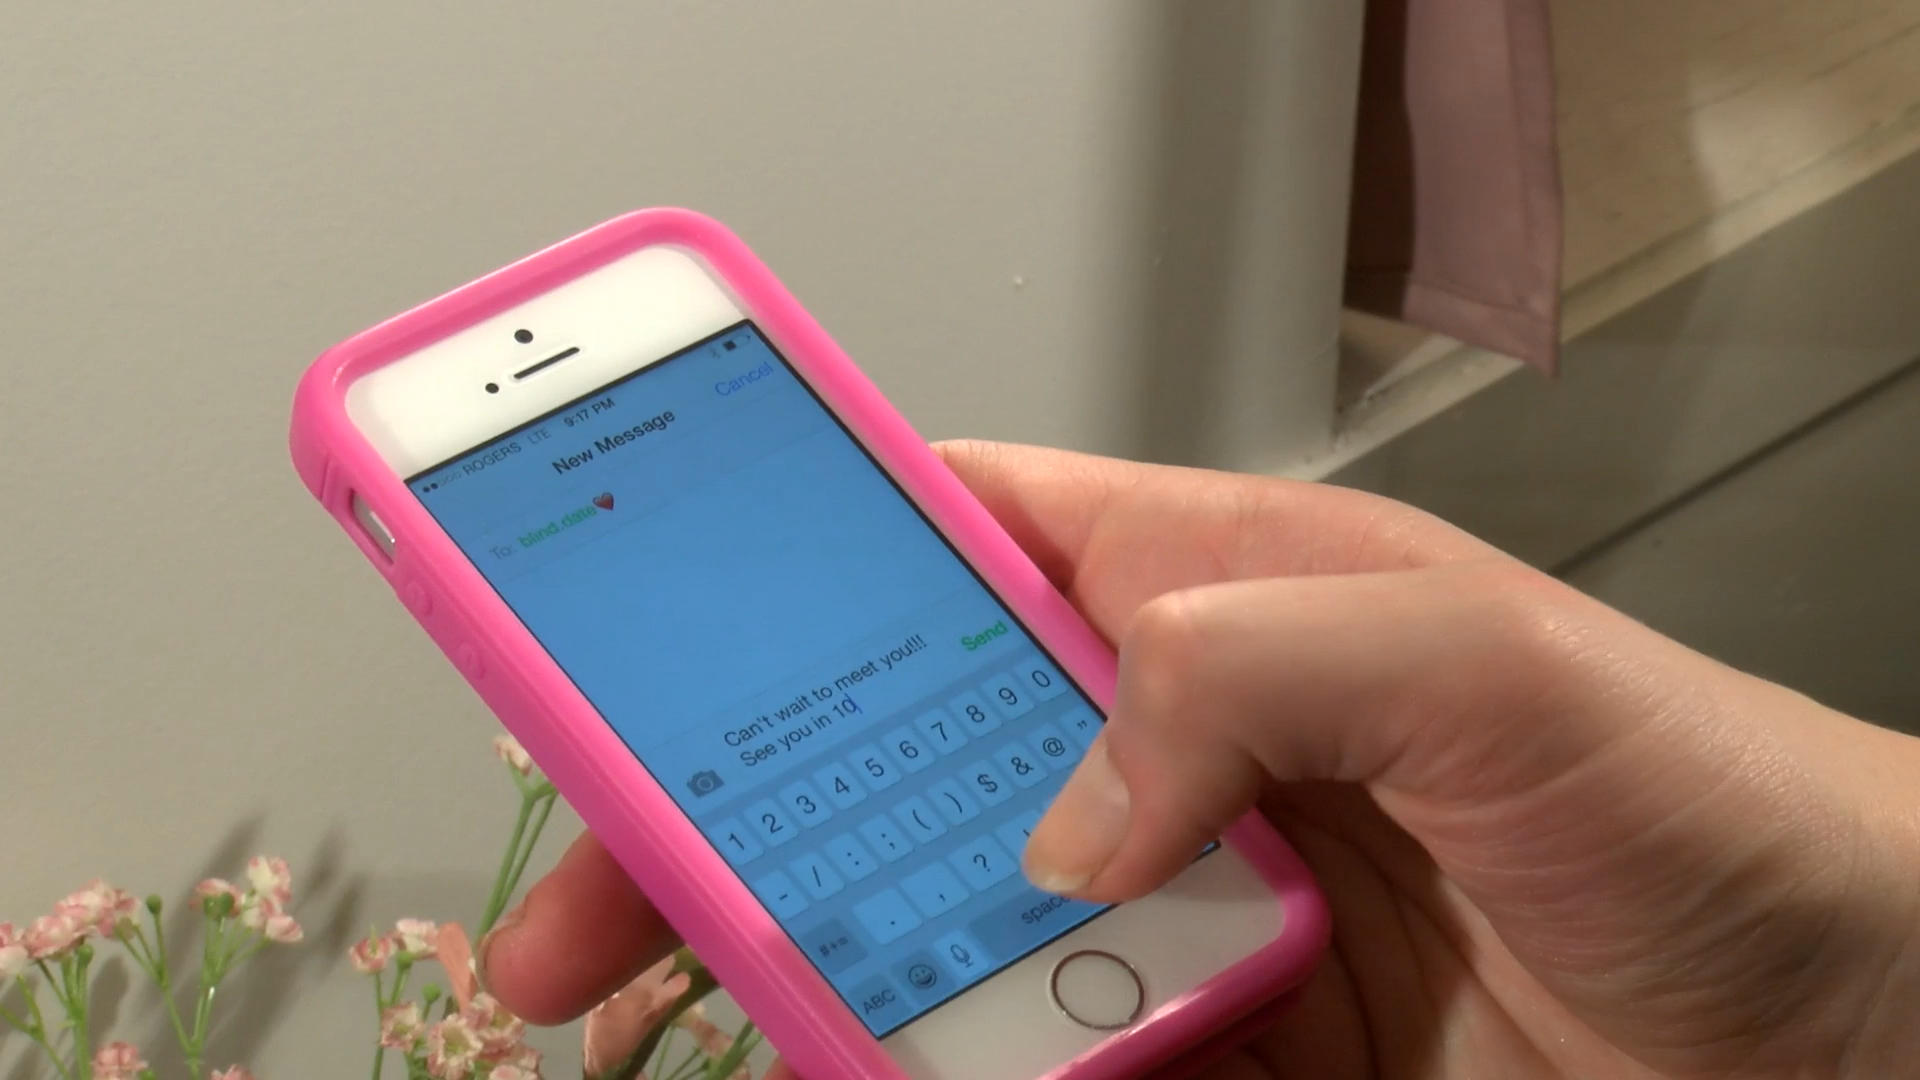 ROGERS LTE 9:17 PM
New Message
Cancel
To: blind.date❤
Can't wait to meet you!!!
See you in 10
Send
1 2 3 4 5 6 7 8 9 0
- / : ; ( ) $ & @ "
#+= . , ? !
ABC space